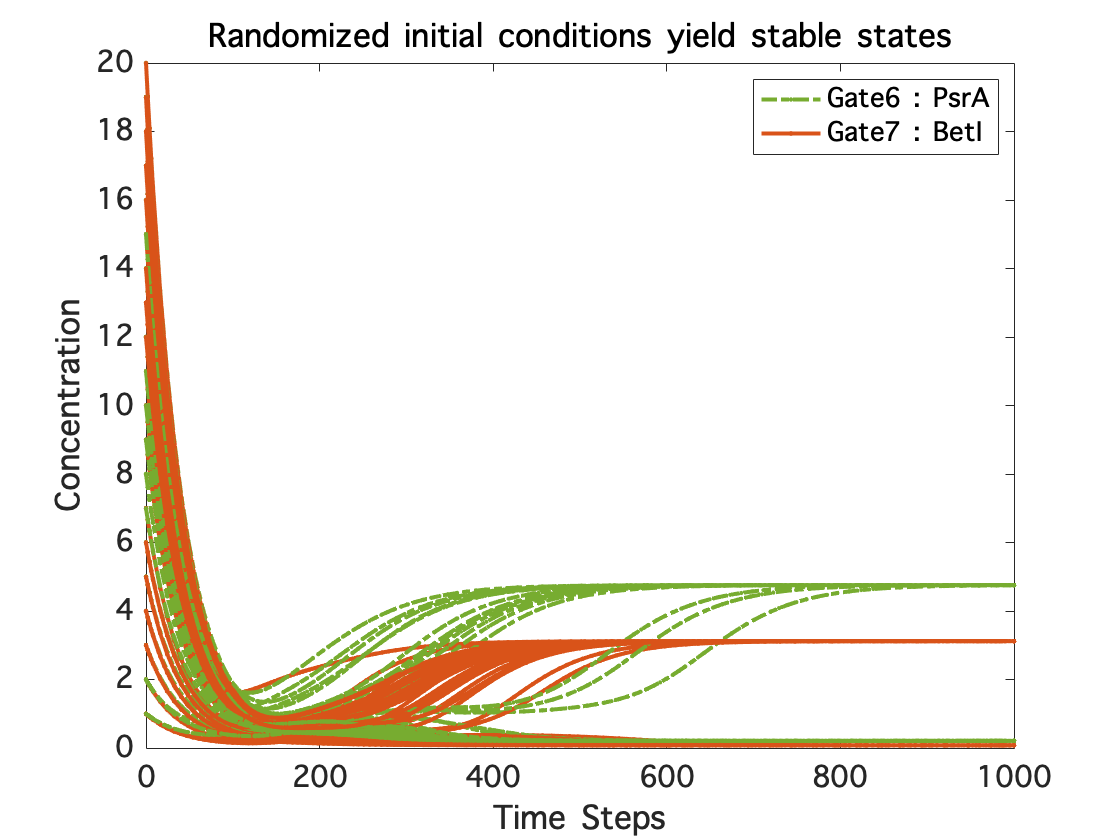 Randomized initial conditions yield stable states
20
18
16
14
12
10
8
6
4
2
0
Concentration
Gate6 : PsrA
Gate7 : BetI
0 200 400 600 800 1000
Time Steps